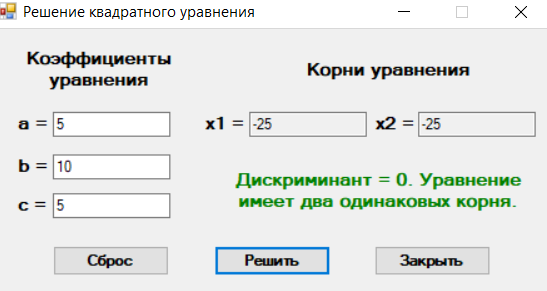 Решение квадратного уравнения
Коэффициенты
уравнения
Корни уравнения
a = 5
x1 = -25
x2 = -25
b = 10
c = 5
Дискриминант = 0. Уравнение
имеет два одинаковых корня.
Сброс
Решить
Закрыть